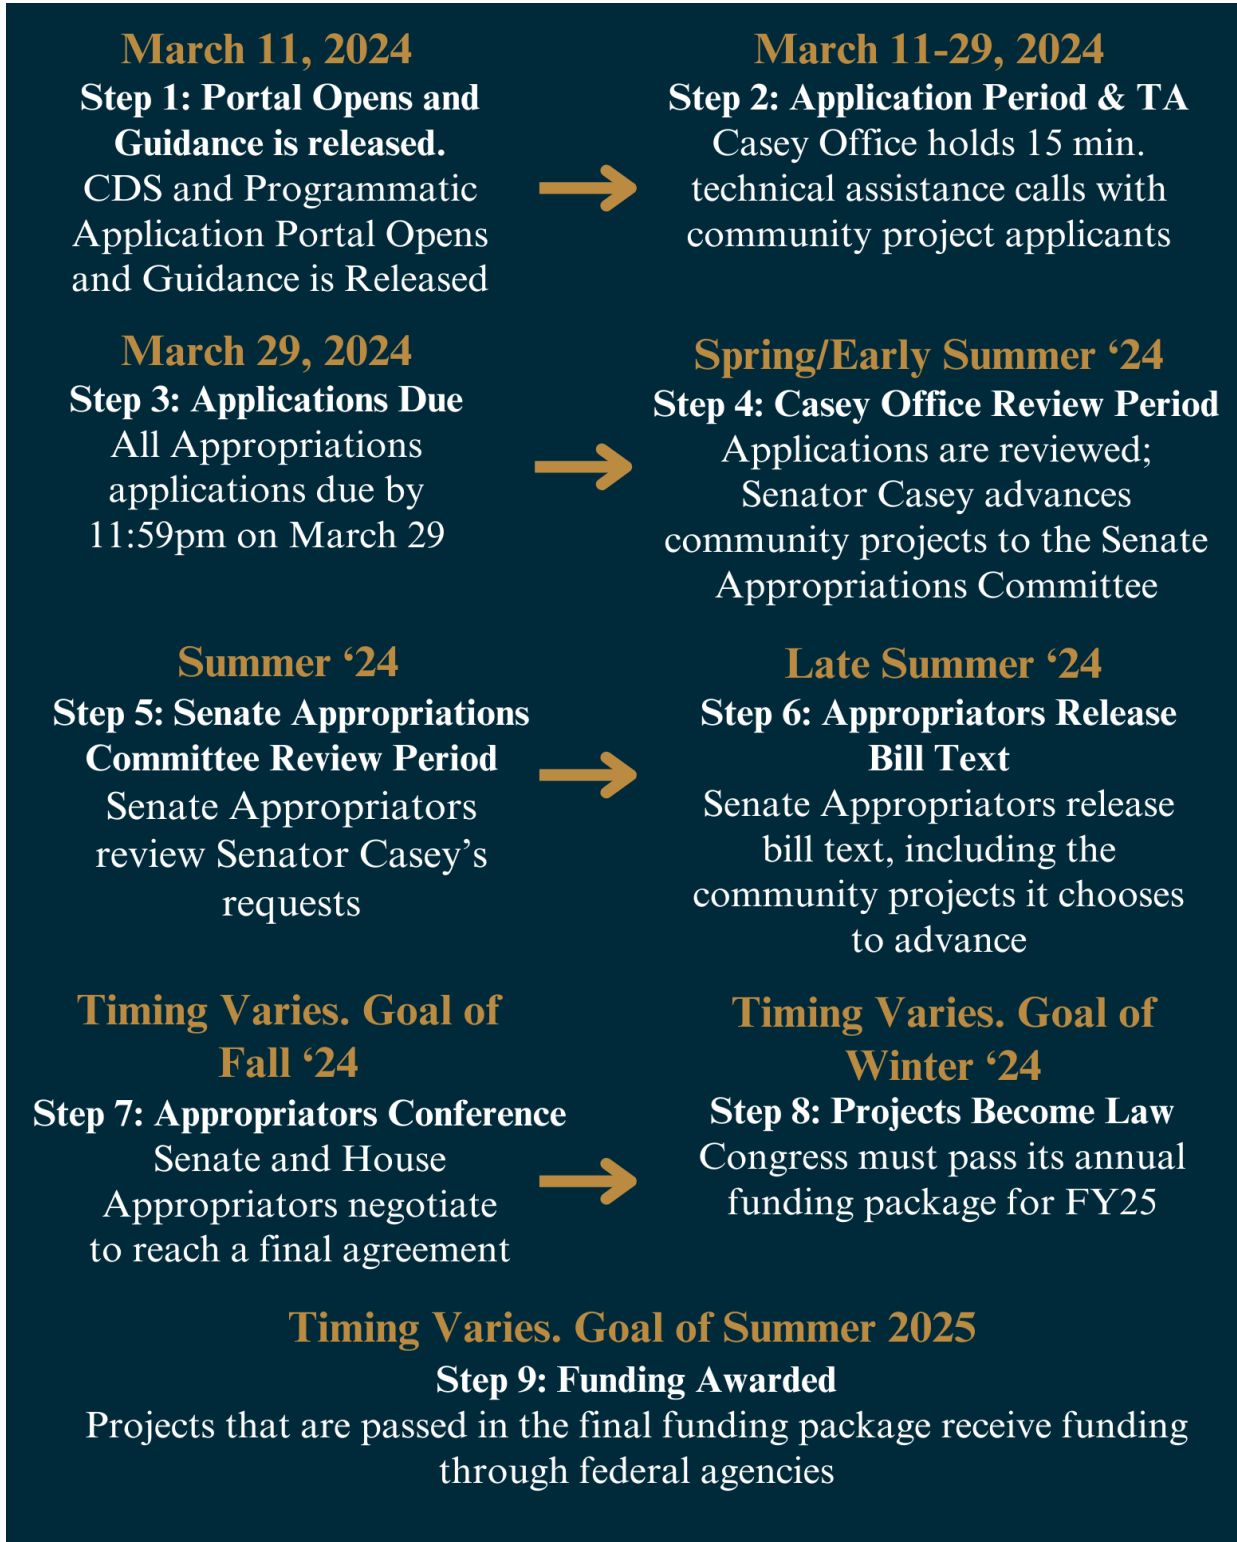 March 11, 2024
Step 1: Portal Opens and
Guidance is released.
CDS and Programmatic
Application Portal Opens
and Guidance is Released
March 11-29, 2024
Step 2: Application Period & TA
Casey Office holds 15 min.
technical assistance calls with
community project applicants
March 29, 2024
Step 3: Applications Due
All Appropriations
applications due by
11:59pm on March 29
Spring/Early Summer ‘24
Step 4: Casey Office Review Period
Applications are reviewed;
Senator Casey advances
community projects to the Senate
Appropriations Committee
Summer ‘24
Step 5: Senate Appropriations
Committee Review Period
Senate Appropriators
review Senator Casey’s
requests
Late Summer ‘24
Step 6: Appropriators Release
Bill Text
Senate Appropriators release
bill text, including the
community projects it chooses
to advance
Timing Varies. Goal of
Fall ‘24
Step 7: Appropriators Conference
Senate and House
Appropriators negotiate
to reach a final agreement
Timing Varies. Goal of
Winter ‘24
Step 8: Projects Become Law
Congress must pass its annual
funding package for FY25
Timing Varies. Goal of Summer 2025
Step 9: Funding Awarded
Projects that are passed in the final funding package receive funding
through federal agencies